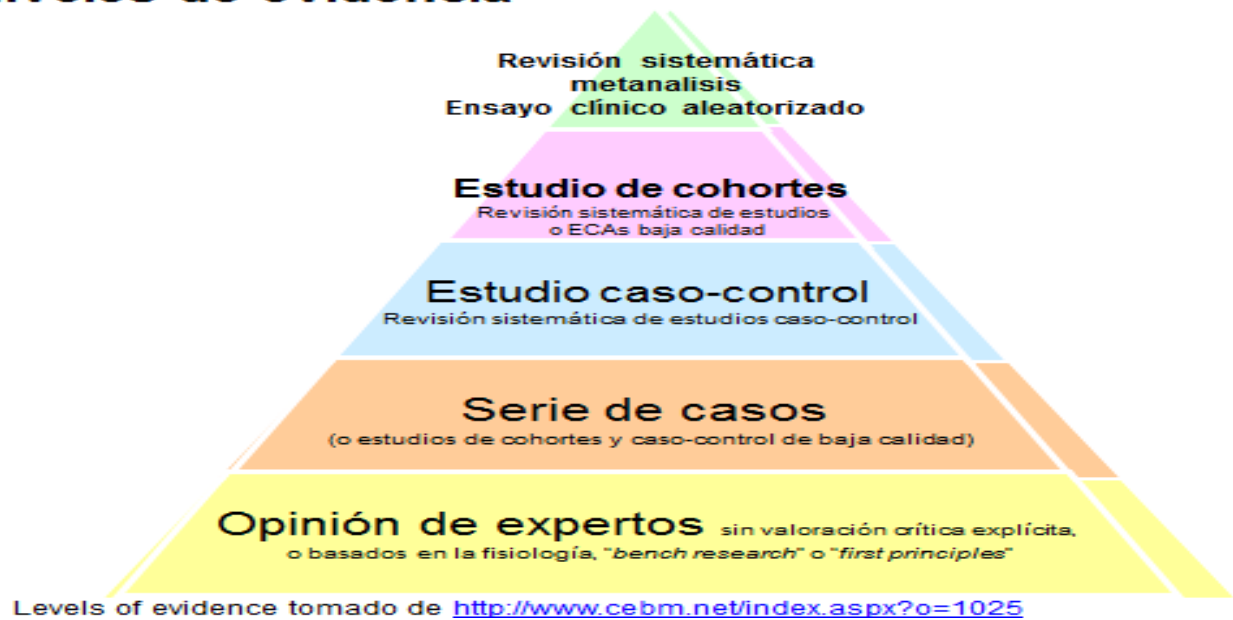 de evidencia
Revisión sistemática
metanalisis
Ensayo clínico aleatorizado
Estudio de cohortes
Revisión sistemática de estudios
o ECAs baja calidad
Estudio caso-control
Revisión sistemática de estudios caso-control
Serie de casos
(o estudios de cohortes y caso-control de baja calidad)
Opinión de expertos sin valoración crítica explícita,
o basados en la fisiología, "bench research" o "first principles"
Levels of evidence tomado de http://www.cebm.net/index.aspx?o=1025